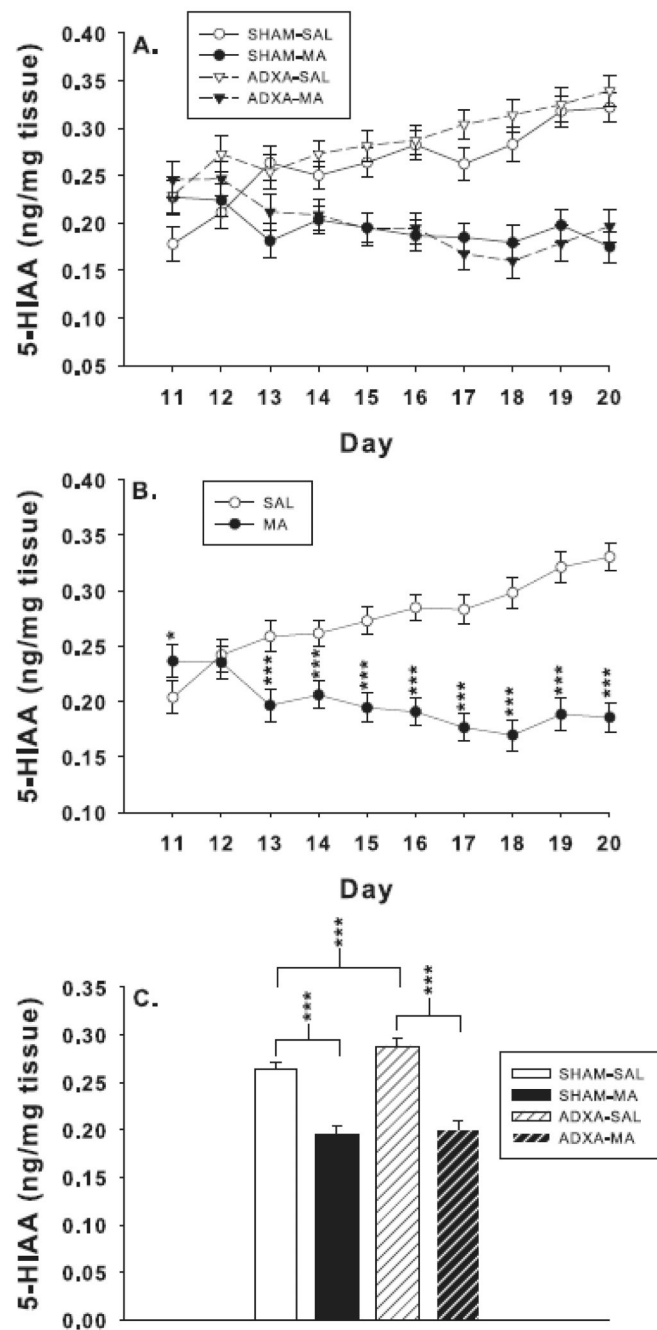 A.
SHAM-SAL
SHAM-MA
ADXA-SAL
ADXA-MA
5-HIAA (ng/mg tissue)
0.40
0.35
0.30
0.25
0.20
0.15
0.10
0.05
11 12 13 14 15 16 17 18 19 20
Day
B.
SAL
MA
5-HIAA (ng/mg tissue)
0.40
0.35
0.30
0.25
0.20
0.15
0.10
* *** *** *** *** *** *** *** ***
11 12 13 14 15 16 17 18 19 20
Day
C.
*** *** ***
SHAM-SAL
SHAM-MA
ADXA-SAL
ADXA-MA
5-HIAA (ng/mg tissue)
0.35
0.30
0.25
0.20
0.15
0.10
0.05
0.00